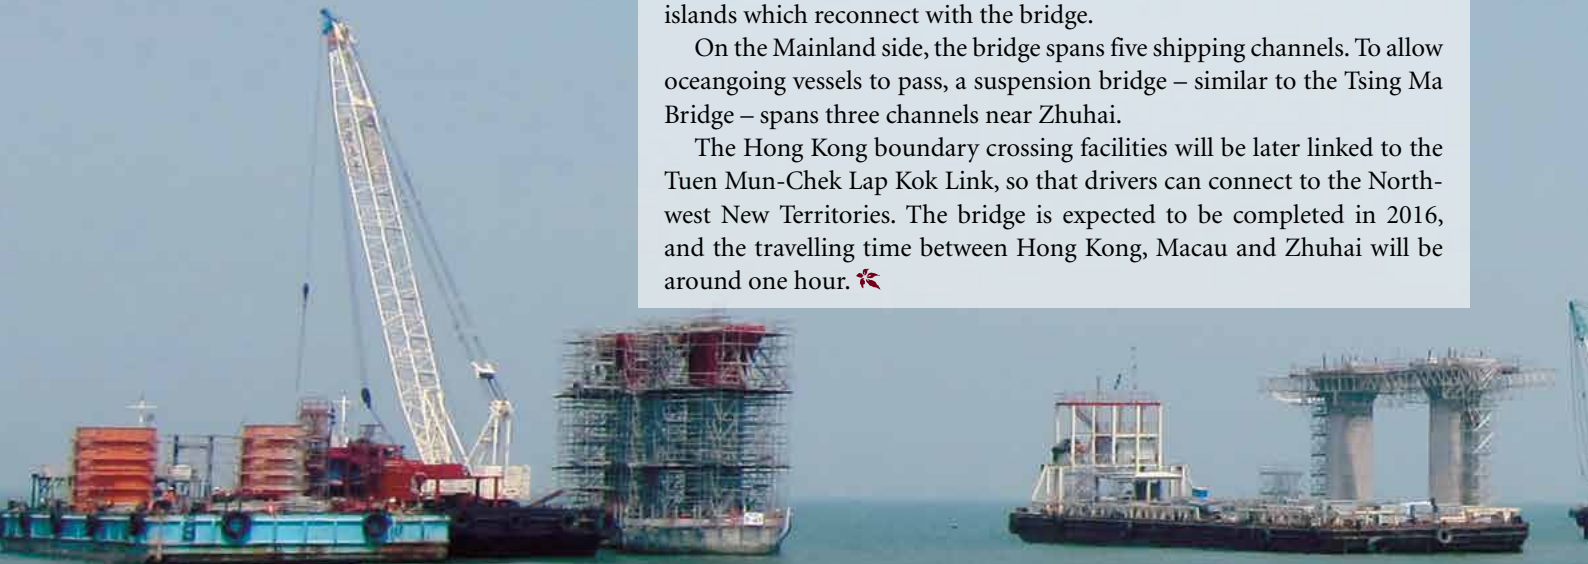 islands which reconnect with the bridge.
On the Mainland side, the bridge spans five shipping channels. To allow
oceangoing vessels to pass, a suspension bridge – similar to the Tsing Ma
Bridge – spans three channels near Zhuhai.
The Hong Kong boundary crossing facilities will be later linked to the
Tuen Mun-Chek Lap Kok Link, so that drivers can connect to the North-
west New Territories. The bridge is expected to be completed in 2016,
and the travelling time between Hong Kong, Macau and Zhuhai will be
around one hour.